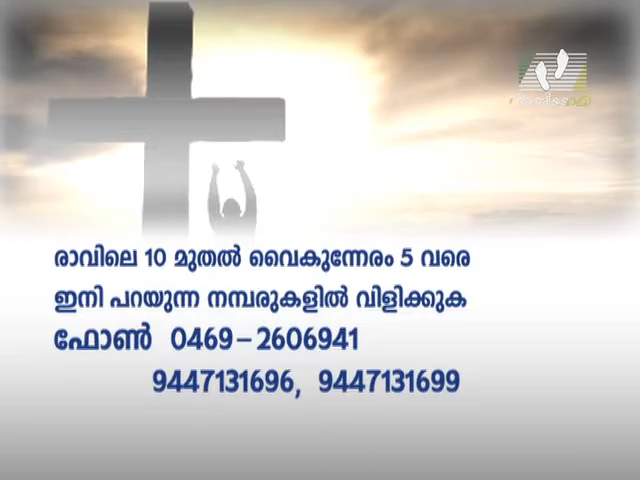 രാവിലെ 10 മുതൽ വൈകുന്നേരം 5 വരെ
ഇനി പറയുന്ന നമ്പരുകളിൽ വിളിക്കുക
ഫോൺ 0469-2606941
9447131696, 9447131699